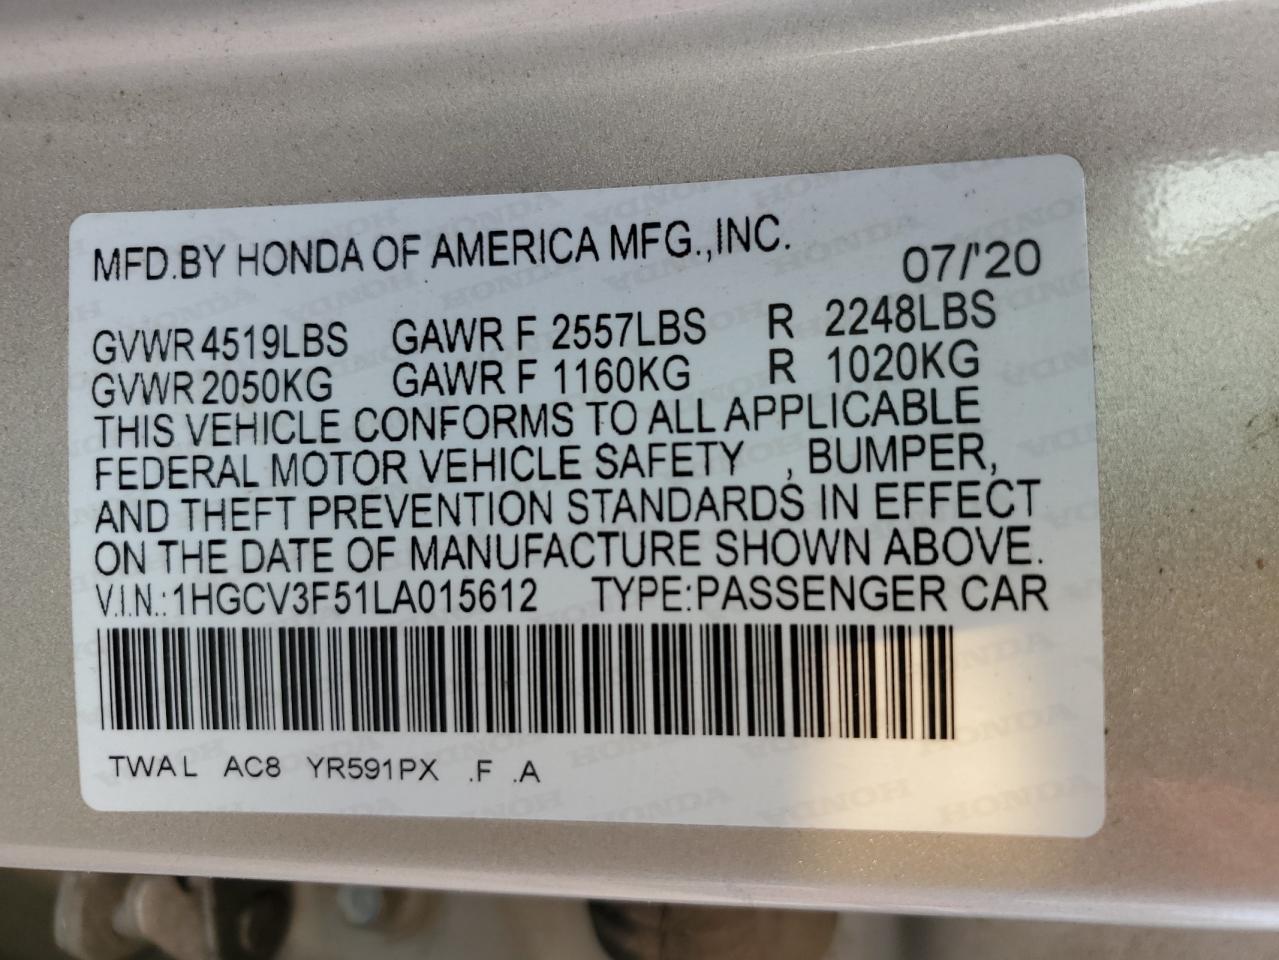 MFD.BY HONDA OF AMERICA MFG.,INC. 07/'20
GVWR 4519LBS GAWR F 2557LBS R 2248LBS
GVWR 2050KG GAWR F 1160KG R 1020KG
THIS VEHICLE CONFORMS TO ALL APPLICABLE
FEDERAL MOTOR VEHICLE SAFETY , BUMPER,
AND THEFT PREVENTION STANDARDS IN EFFECT
ON THE DATE OF MANUFACTURE SHOWN ABOVE.
V.I.N.:1HGCV3F51LA015612 TYPE:PASSENGER CAR
TWAL AC8 YR591PX .F .A